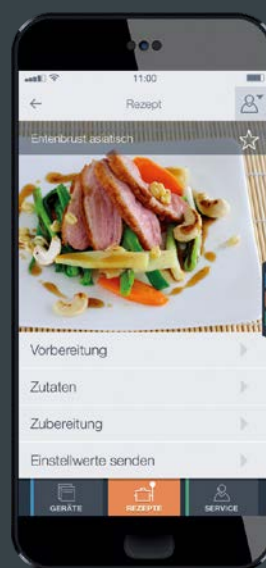 11:00
Rezept
Entenbrust asiatisch
Vorbereitung
Zutaten
Zubereitung
Einstellwerte senden
GERÄTE
REZEPTE
SERVICE